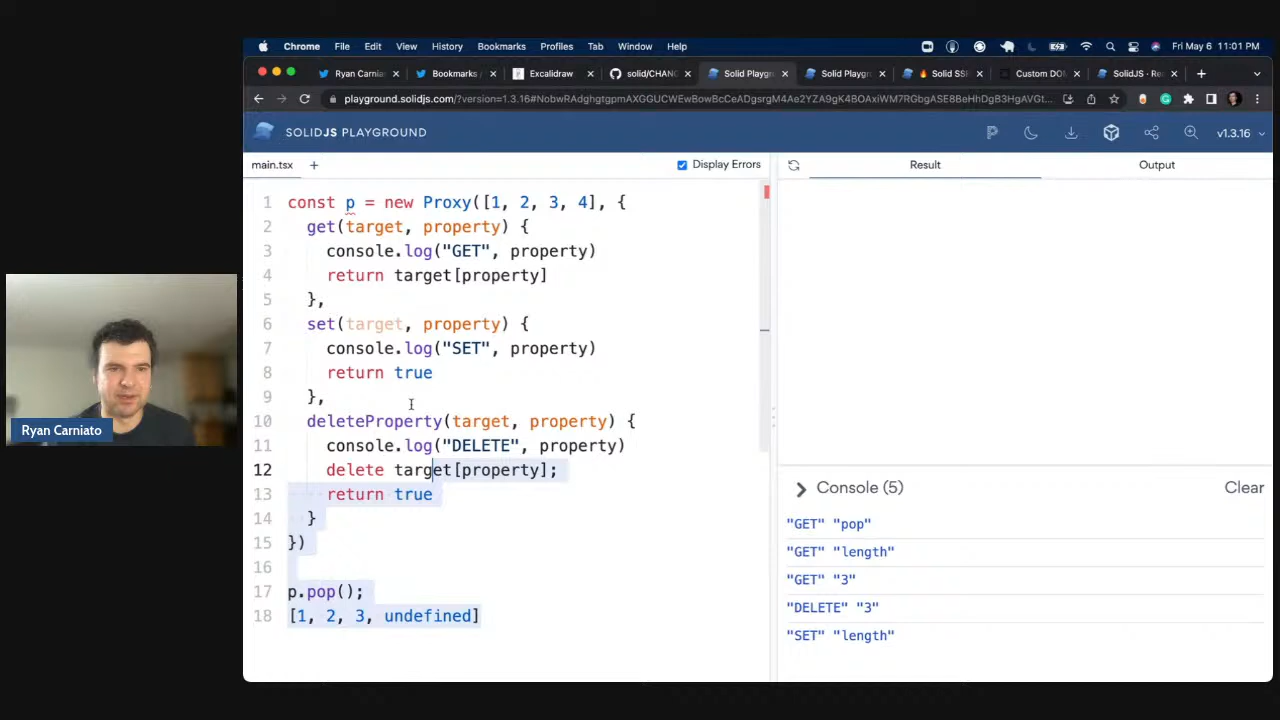 Chrome File Edit View History Bookmarks Profiles Tab Window Help Fri May 6 11:01 PM
Ryan Carnia Bookmarks / Excalidraw solid/CHAN Solid Playgr Solid Playgr Solid SSR Custom DOM SolidJS · Re
playground.solidjs.com/?version=1.3.16#NobwRAdghgtgpmAXGGUCWEwBowBcCeADgsrgM4Ae2YZA9gK4BOAxiWM7RGbgASE8BeHhDgB3HgAVGt...
SOLIDJS PLAYGROUND v1.3.16
main.tsx + Display Errors Result Output
1 const p = new Proxy([1, 2, 3, 4], {
2 get(target, property) {
3 console.log("GET", property)
4 return target[property]
5 },
6 set(target, property) {
7 console.log("SET", property)
8 return true
9 },
10 deleteProperty(target, property) {
11 console.log("DELETE", property)
12 delete target[property];
13 return true
14 }
15 })
16
17 p.pop();
18 [1, 2, 3, undefined]
Console (5) Clear
"GET" "pop"
"GET" "length"
"GET" "3"
"DELETE" "3"
"SET" "length"
Ryan Carniato